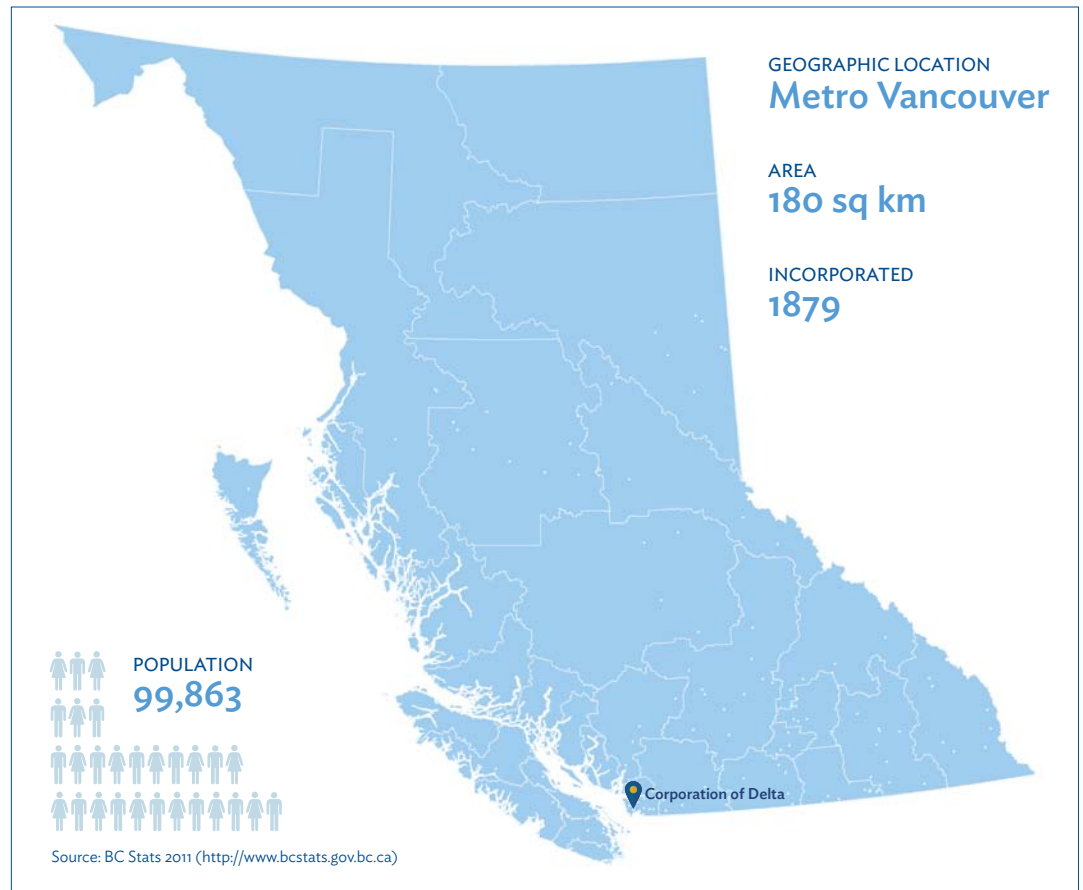 GEOGRAPHIC LOCATION
Metro Vancouver
AREA
180 sq km
INCORPORATED
1879
POPULATION
99,863
Corporation of Delta
Source: BC Stats 2011 (http://www.bcstats.gov.bc.ca)